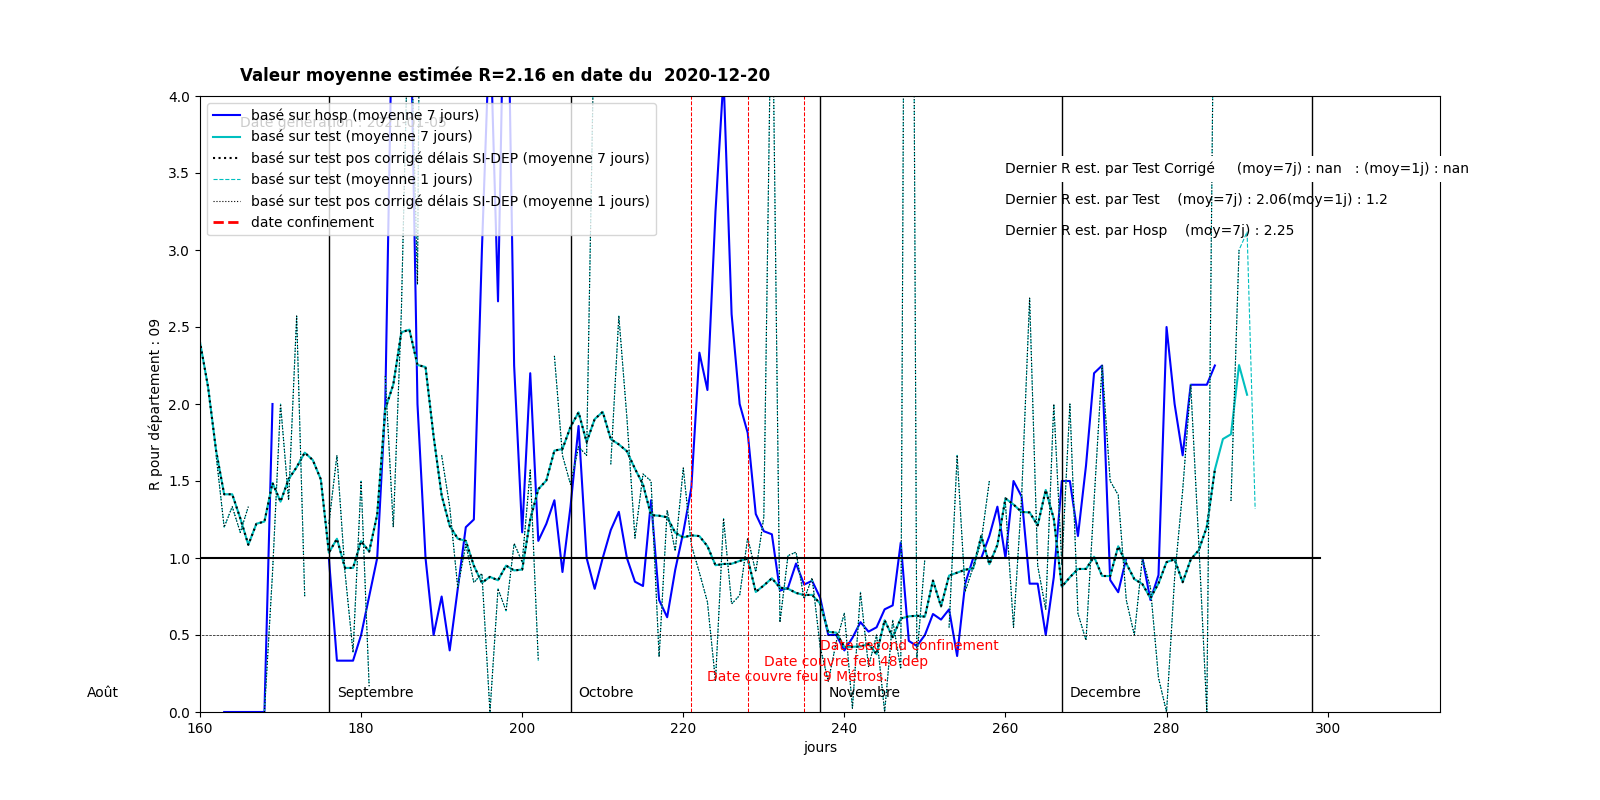 Valeur moyenne estimée R=2.16 en date du  2020-12-20
Date génération : 2021-01-05
basé sur hosp (moyenne 7 jours)
basé sur test (moyenne 7 jours)
basé sur test pos corrigé délais SI-DEP (moyenne 7 jours)
basé sur test (moyenne 1 jours)
basé sur test pos corrigé délais SI-DEP (moyenne 1 jours)
date confinement
Dernier R est. par Test Corrigé     (moy=7j) : nan   : (moy=1j) : nan
Dernier R est. par Test    (moy=7j) : 2.06(moy=1j) : 1.2
Dernier R est. par Hosp    (moy=7j) : 2.25
R pour département : 09
4.0
3.5
3.0
2.5
2.0
1.5
1.0
0.5
0.0
Date second confinement
Date couvre feu 48 dep
Date couvre feu 9 Métros.
Août
Septembre
Octobre
Novembre
Decembre
160
180
200
220
240
260
280
300
jours